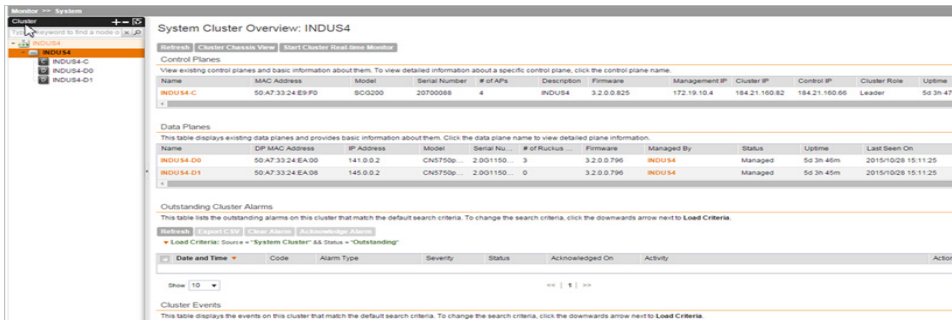 Monitor >> System
Cluster
Type keyword to find a node o
INDUS4
INDUS4
INDUS4-C
INDUS4-D0
INDUS4-D1
System Cluster Overview: INDUS4
Refresh Cluster Chassis View Start Cluster Real-time Monitor
Control Planes
View existing control planes and basic information about them. To view detailed information about a specific control plane, click the control plane name.
Name MAC Address Model Serial Number # of APs Description Firmware Management IP Cluster IP Control IP Cluster Role Uptime
INDUS4-C 50:A7:33:24:E9:F0 SCG200 20700088 4 INDUS4 3.2.0.0.825 172.19.10.4 184.21.160.82 184.21.160.66 Leader 5d 3h 47
Data Planes
This table displays existing data planes and provides basic information about them. Click the data plane name to view detailed plane information.
Name DP MAC Address IP Address Model Serial Nu... # of Ruckus ... Firmware Managed By Status Uptime Last Seen On
INDUS4-D0 50:A7:33:24:EA:00 141.0.0.2 CN5750p... 2.0G1150... 3 3.2.0.0.796 INDUS4 Managed 5d 3h 46m 2015/10/28 15:11:25
INDUS4-D1 50:A7:33:24:EA:06 145.0.0.2 CN5750p... 2.0G1150... 0 3.2.0.0.796 INDUS4 Managed 5d 3h 45m 2015/10/28 15:11:25
Outstanding Cluster Alarms
This table lists the outstanding alarms on this cluster that match the default search criteria. To change the search criteria, click the downwards arrow next to Load Criteria.
Refresh Export CSV Clear Alarm Acknowledge Alarm
Load Criteria: Source = "System Cluster" && Status = "Outstanding"
Date and Time Code Alarm Type Severity Status Acknowledged On Activity Action
Show 10 << | 1 | >>
Cluster Events
This table displays the events on this cluster that match the default search criteria. To change the search criteria, click the downwards arrow next to Load Criteria.